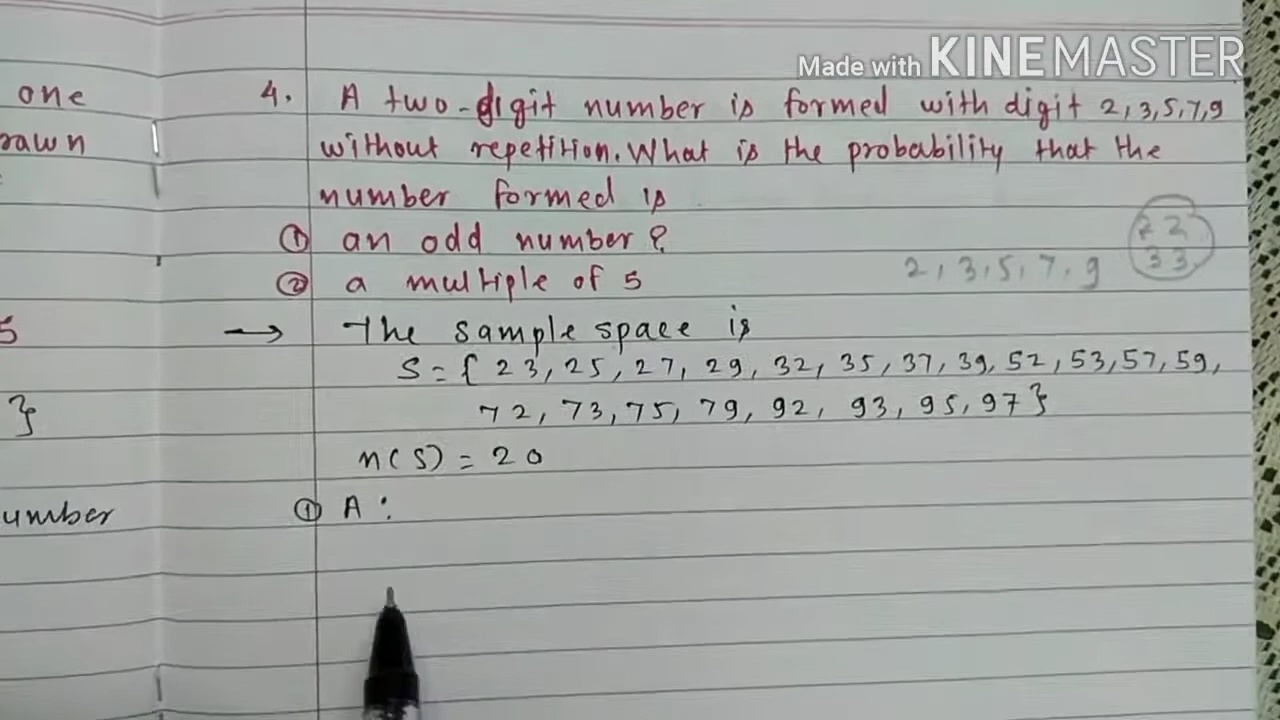 Made with KINEMASTER
one
rawn
5
}
umber
4. A two-digit number is formed with digit 2,3,5,7,9
without repetition. What is the probability that the
number formed is
① an odd number?
② a multiple of 5
2, 3, 5, 7, 9
22
33
→ The sample space is
S = { 23, 25, 27, 29, 32, 35, 37, 39, 52, 53, 57, 59,
72, 73, 75, 79, 92, 93, 95, 97 }
n(S) = 20
① A :